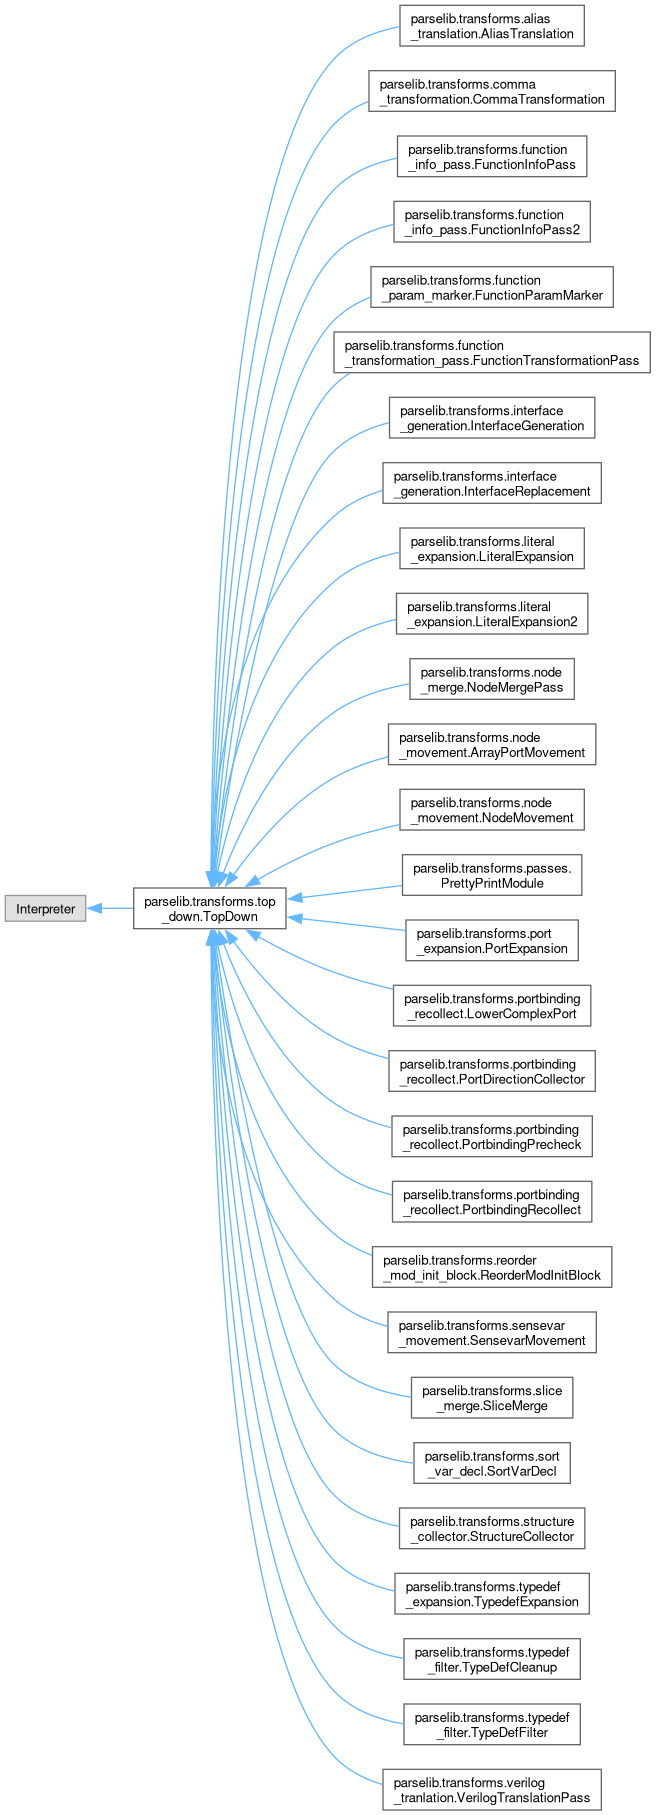 parselib.transforms.alias
_translation.AliasTranslation
parselib.transforms.comma
_transformation.CommaTransformation
parselib.transforms.function
_info_pass.FunctionInfoPass
parselib.transforms.function
_info_pass.FunctionInfoPass2
parselib.transforms.function
_param_marker.FunctionParamMarker
parselib.transforms.function
_transformation_pass.FunctionTransformationPass
parselib.transforms.interface
_generation.InterfaceGeneration
parselib.transforms.interface
_generation.InterfaceReplacement
parselib.transforms.literal
_expansion.LiteralExpansion
parselib.transforms.literal
_expansion.LiteralExpansion2
parselib.transforms.node
_merge.NodeMergePass
parselib.transforms.node
_movement.ArrayPortMovement
parselib.transforms.node
_movement.NodeMovement
parselib.transforms.passes.
PrettyPrintModule
Interpreter
parselib.transforms.top
_down.TopDown
parselib.transforms.port
_expansion.PortExpansion
parselib.transforms.portbinding
_recollect.LowerComplexPort
parselib.transforms.portbinding
_recollect.PortDirectionCollector
parselib.transforms.portbinding
_recollect.PortbindingPrecheck
parselib.transforms.portbinding
_recollect.PortbindingRecollect
parselib.transforms.reorder
_mod_init_block.ReorderModInitBlock
parselib.transforms.sensevar
_movement.SensevarMovement
parselib.transforms.slice
_merge.SliceMerge
parselib.transforms.sort
_var_decl.SortVarDecl
parselib.transforms.structure
_collector.StructureCollector
parselib.transforms.typedef
_expansion.TypedefExpansion
parselib.transforms.typedef
_filter.TypeDefCleanup
parselib.transforms.typedef
_filter.TypeDefFilter
parselib.transforms.verilog
_tranlation.VerilogTranslationPass